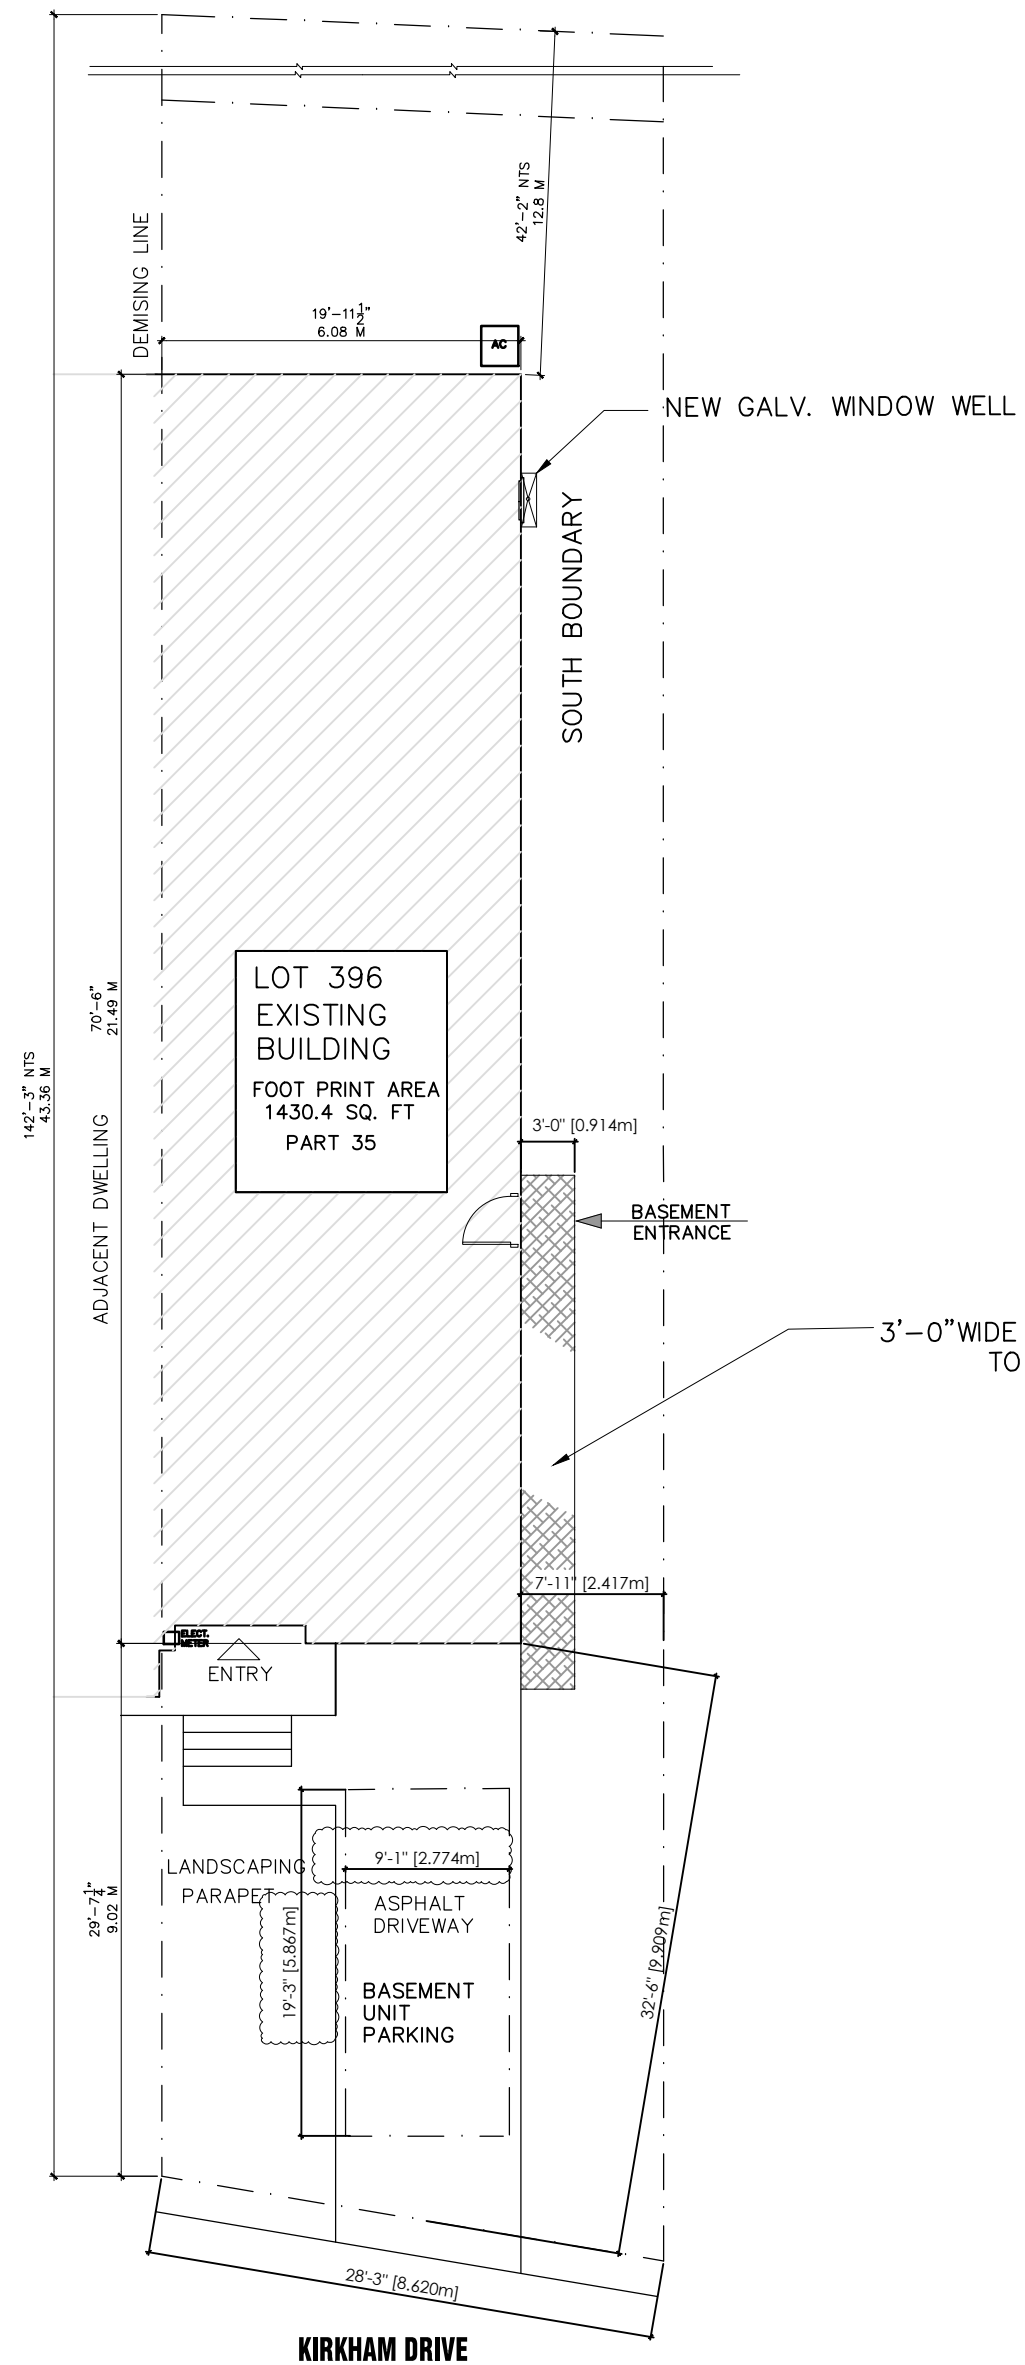 42'-2" NTS
12.8 M
DEMISING LINE
19'-11 1/2"
6.08 M
AC
NEW GALV. WINDOW WELL
SOUTH BOUNDARY
LOT 396
EXISTING
BUILDING
FOOT PRINT AREA
1430.4 SQ. FT
PART 35
70'-6"
21.49 M
142'-3" NTS
43.36 M
ADJACENT DWELLING
3'-0" [0.914m]
BASEMENT
ENTRANCE
3'-0"WIDE
TO
7'-11" [2.417m]
ELECT.
METER
ENTRY
LANDSCAPING
PARAPET
9'-1" [2.774m]
ASPHALT
DRIVEWAY
29'-7 1/4"
9.02 M
19'-3" [5.867m]
BASEMENT
UNIT
PARKING
32'-6" [9.909m]
28'-3" [8.620m]
KIRKHAM DRIVE